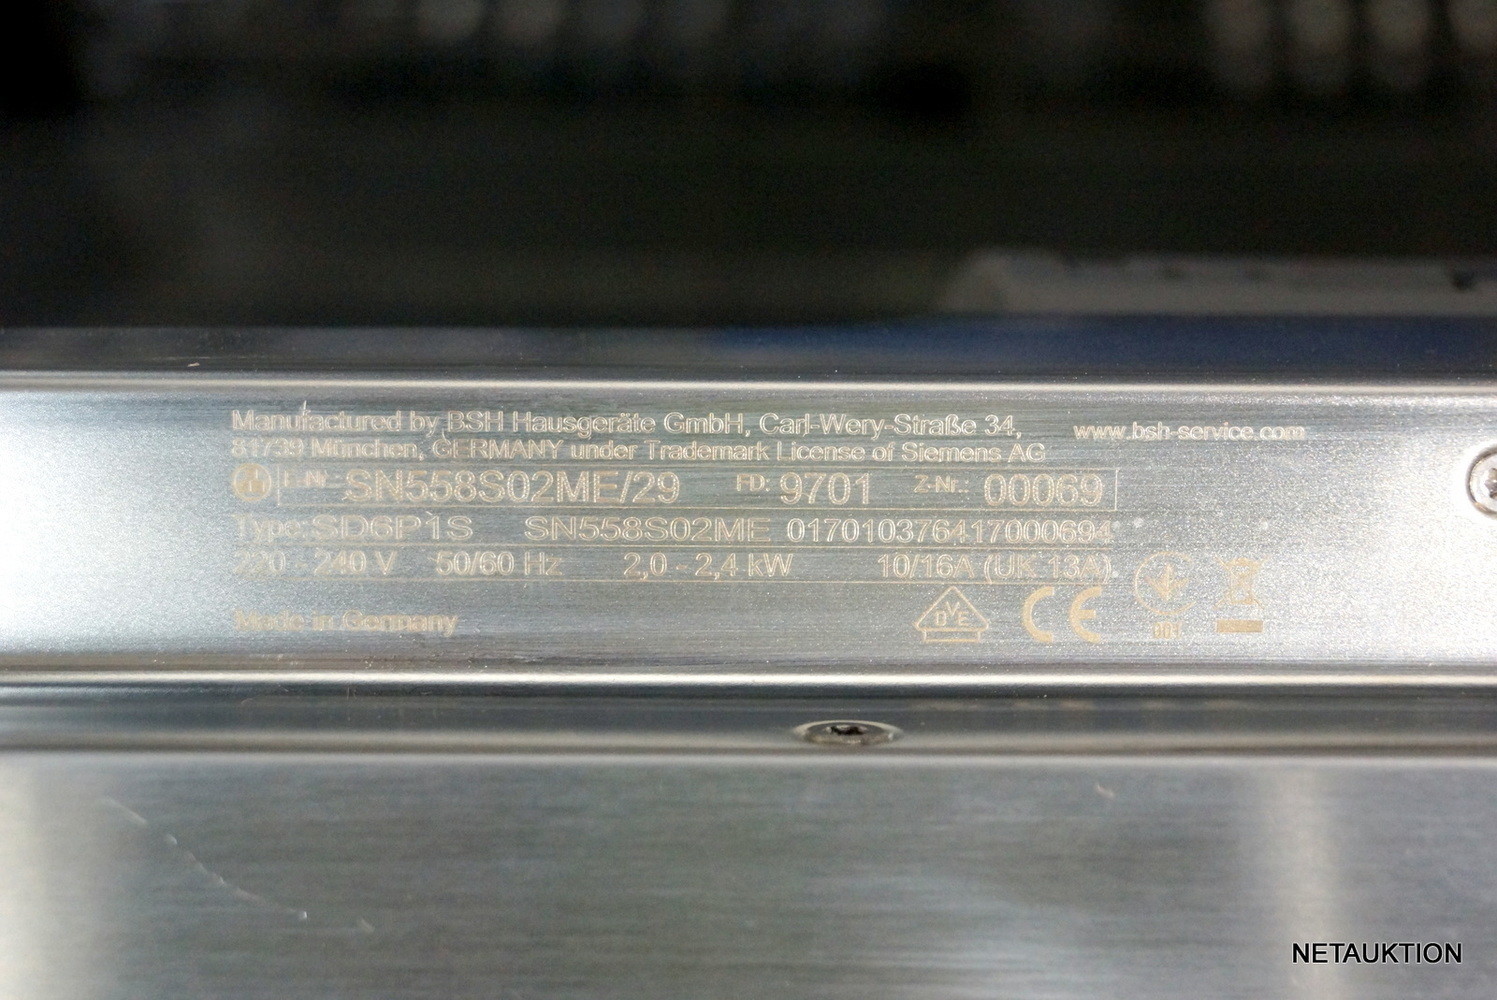 Manufactured by BSH Hausgeräte GmbH, Carl-Wery-Straße 34,
81739 München, GERMANY under Trademark License of Siemens AG
www.bsh-service.com
E-Nr SN558S02ME/29 FD: 9701 Z-Nr.: 00069
Type: SD6P1S SN558S02ME 017010376417000694
220 - 240 V 50/60 Hz 2,0 - 2,4 kW 10/16A (UK 13A)
Made in Germany
DVE CE
NETAUKTION